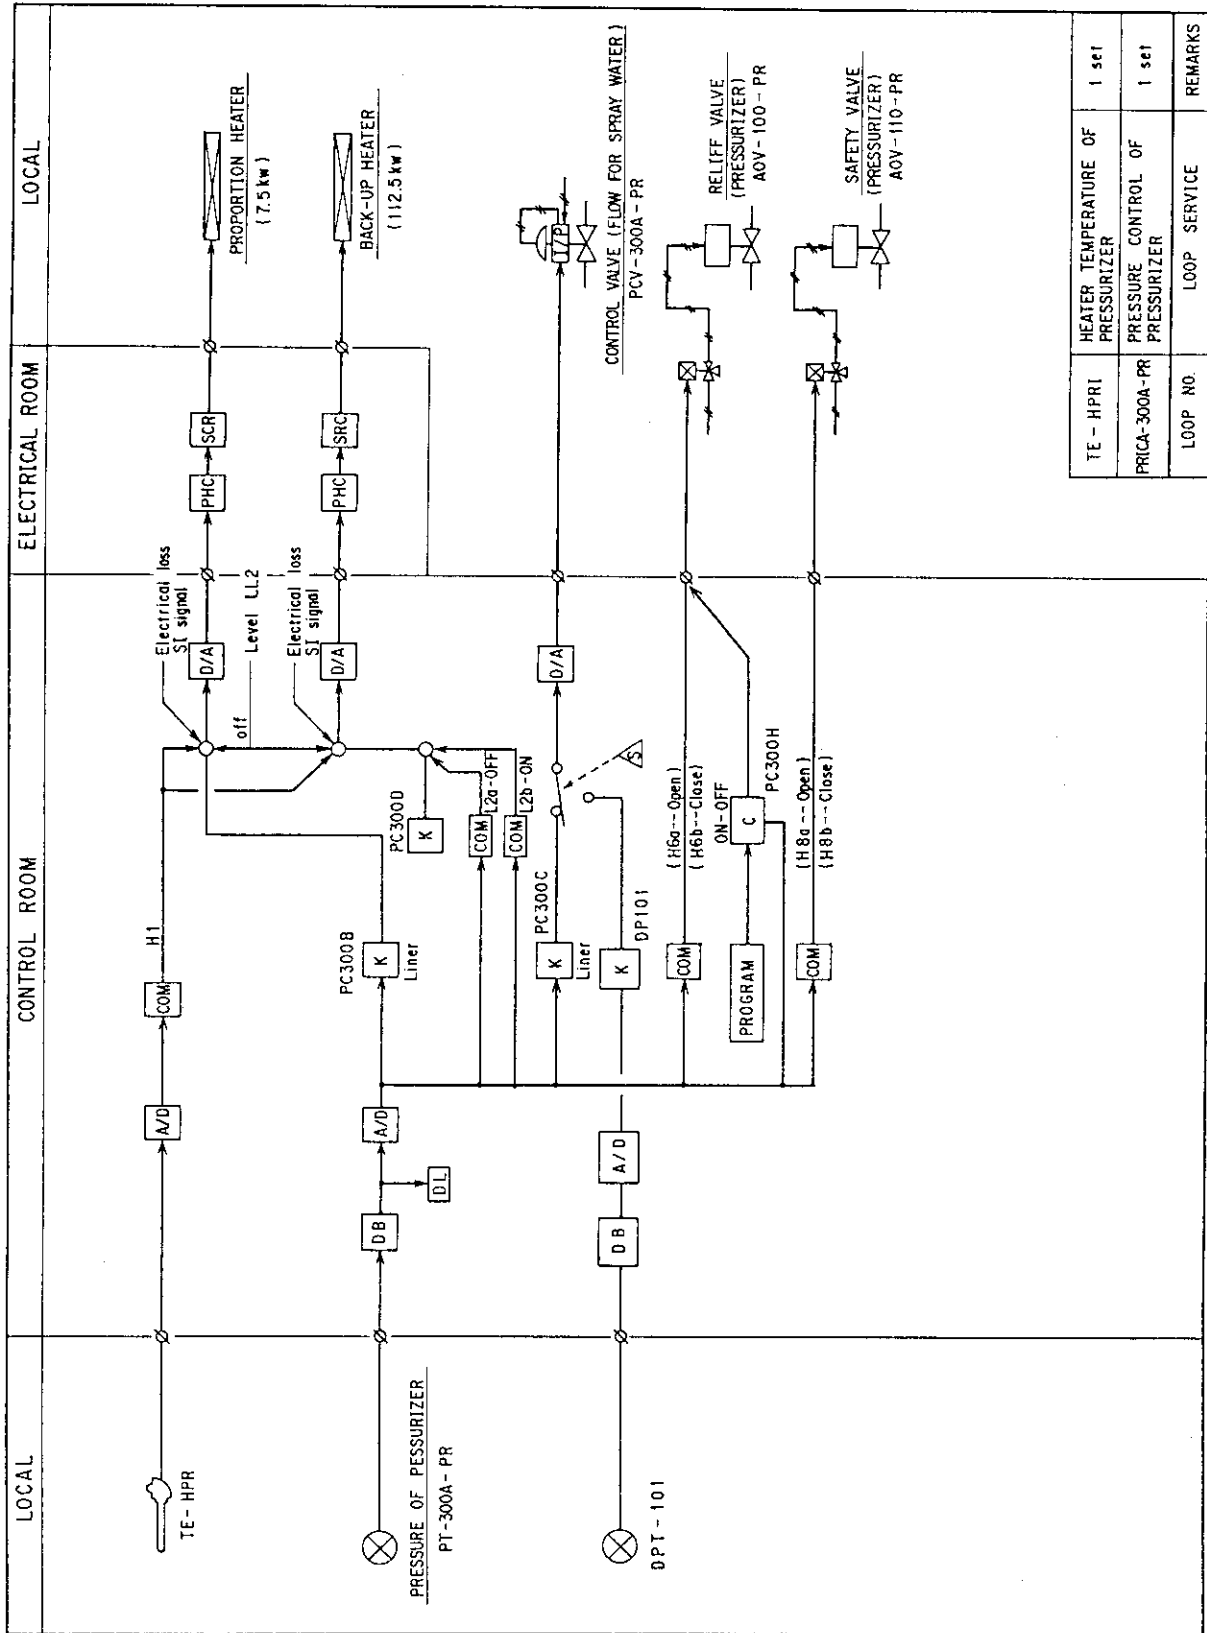 LOCAL
CONTROL ROOM
ELECTRICAL ROOM
LOCAL
TE-HPR
A/D
COM
H1
Electrical loss
SI signal
D/A
PHC
SCR
PROPORTION HEATER
(7.5kw)
off
Level LL2
Electrical loss
SI signal
D/A
PHC
SRC
BACK-UP HEATER
(112.5kw)
PRESSURE OF PESSURIZER
PT-300A-PR
DB
DL
A/D
PC300B
K
Liner
PC300D
K
COM
L2a-OFF
COM
L2b-ON
PC300C
K
Liner
S
D/A
I/P
CONTROL VALVE (FLOW FOR SPRAY WATER)
PCV-300A-PR
DPT-101
DB
A/D
K
DP101
COM
(H6a--Open)
(H6b--Close)
RELIFF VALVE
(PRESSURIZER)
AOV-100-PR
PROGRAM
ON-OFF
C
PC300H
COM
(H8a--Open)
(H8b--Close)
SAFETY VALVE
(PRESSURIZER)
AOV-110-PR
TE-HPRI
HEATER TEMPERATURE OF
PRESSURIZER
1 set
PRICA-300A-PR
PRESSURE CONTROL OF
PRESSURIZER
1 set
LOOP NO.
LOOP SERVICE
REMARKS